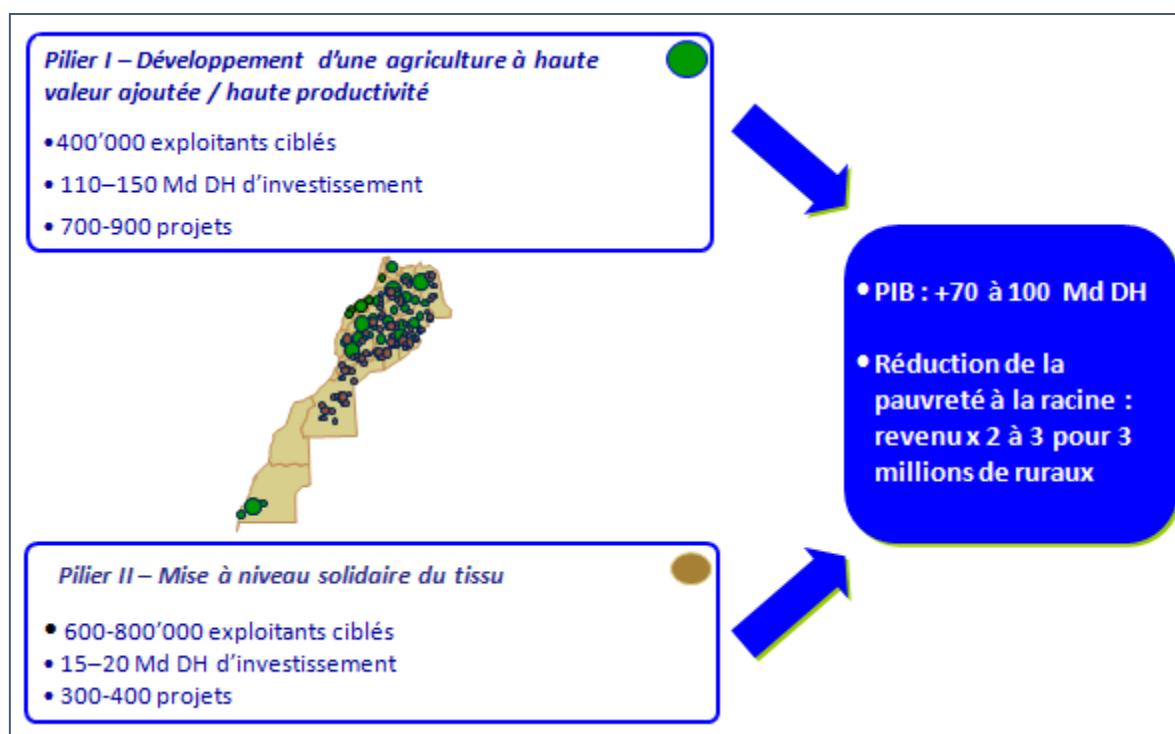 Pilier I – Développement d'une agriculture à haute
valeur ajoutée / haute productivité
•400'000 exploitants ciblés
• 110–150 Md DH d'investissement
• 700-900 projets
• PIB : +70 à 100 Md DH
• Réduction de la
pauvreté à la racine :
revenu x 2 à 3 pour 3
millions de ruraux
Pilier II – Mise à niveau solidaire du tissu
• 600-800'000 exploitants ciblés
• 15–20 Md DH d'investissement
• 300-400 projets